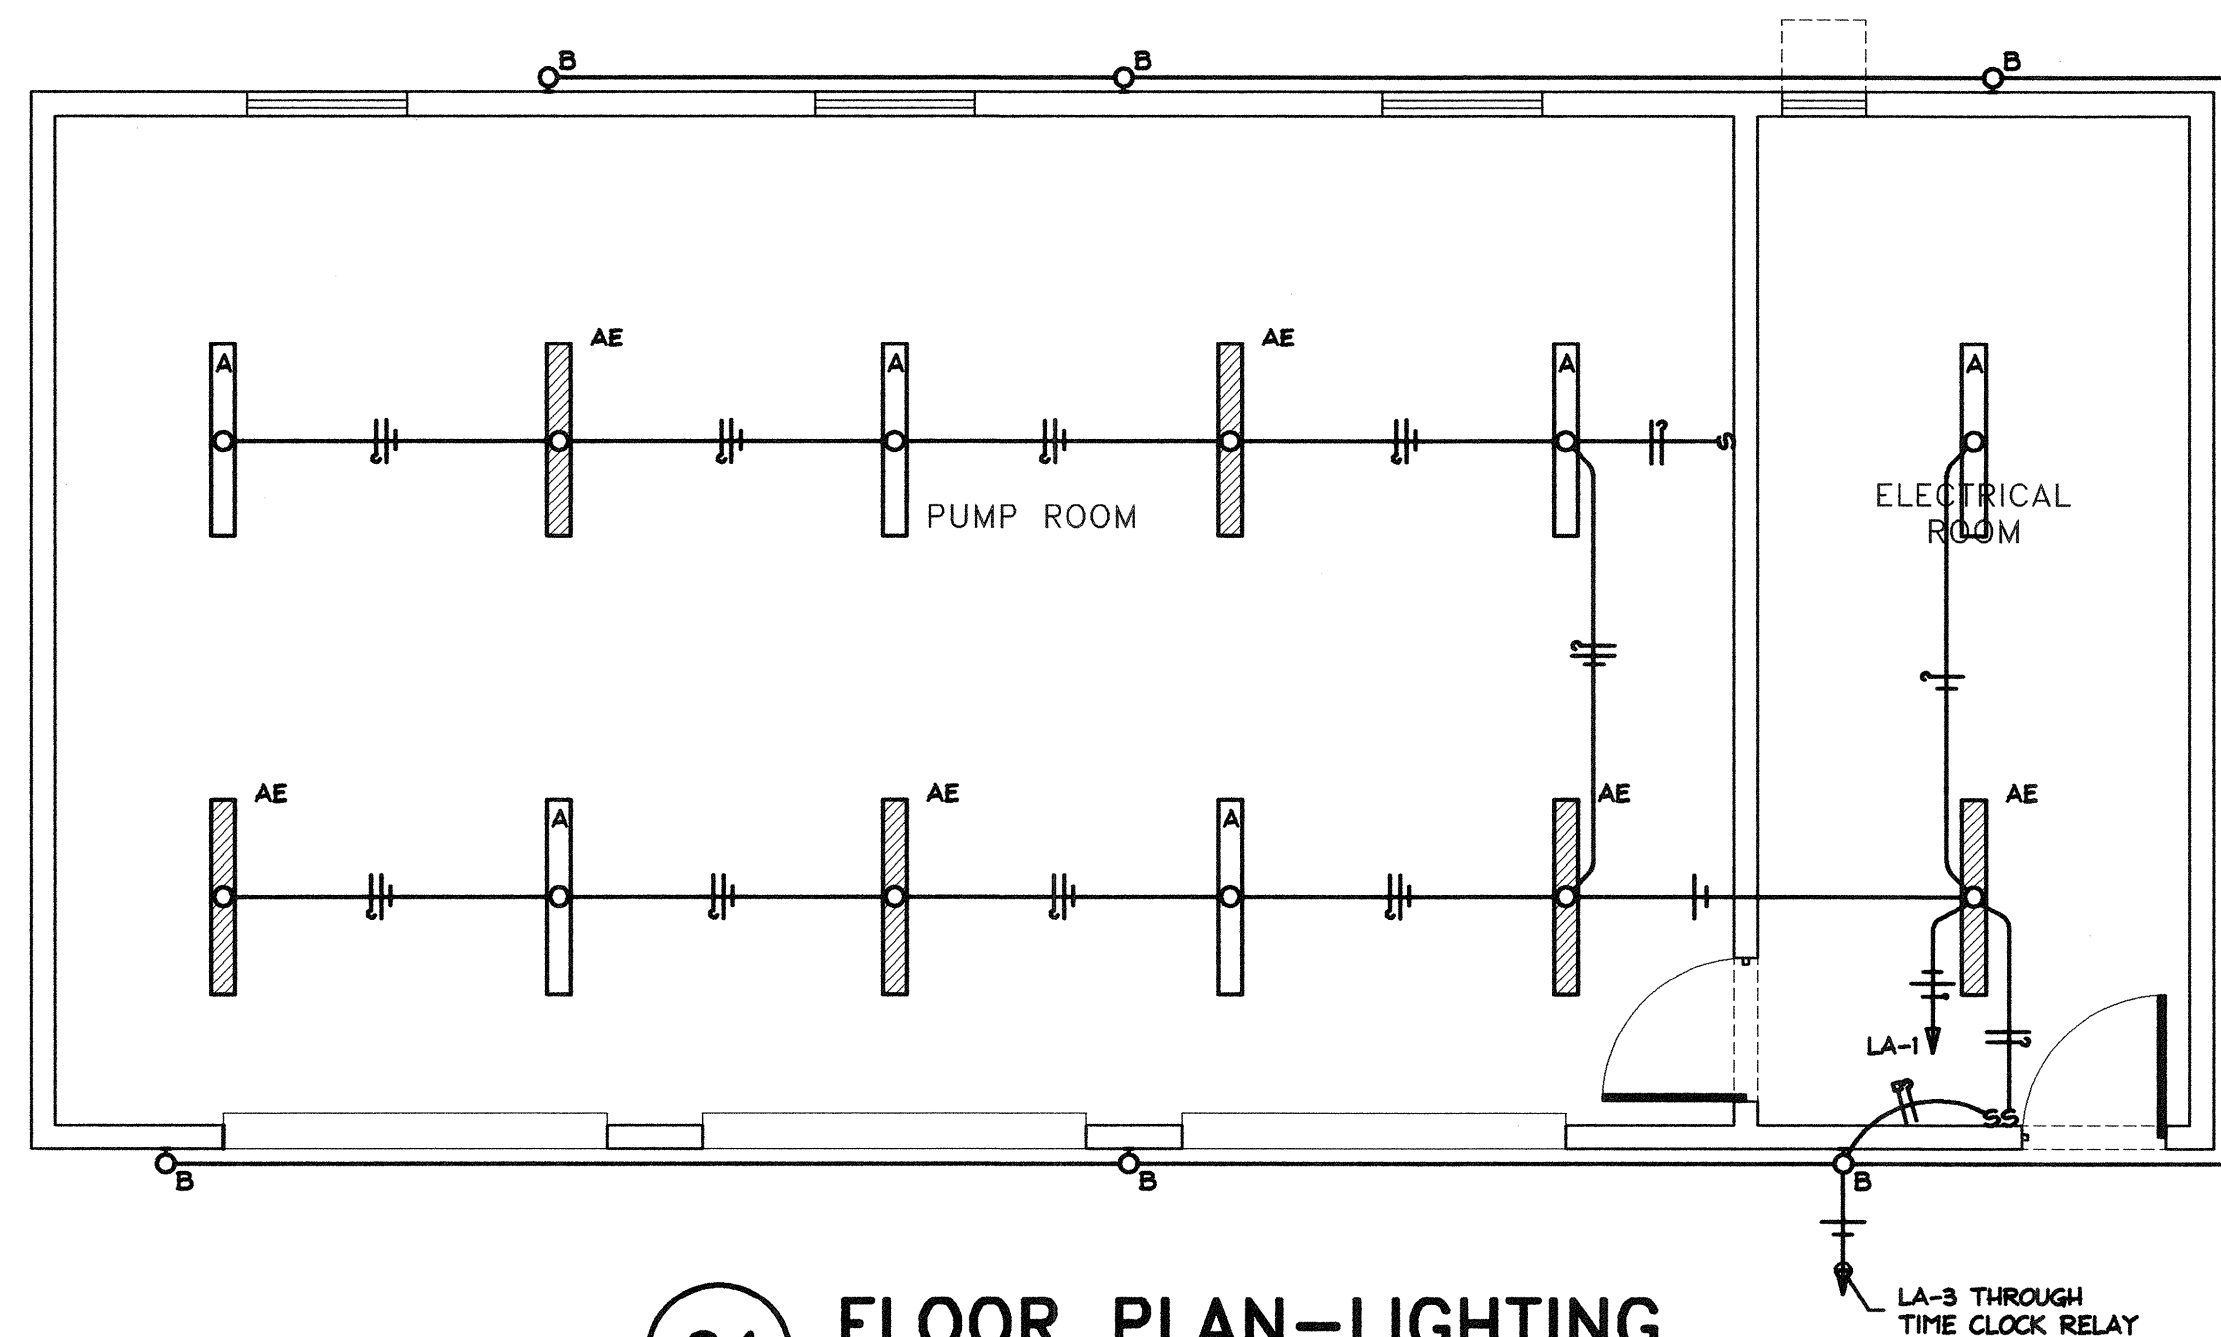 B
B
B
AE
AE
A
A
A
A
S
PUMP ROOM
ELECTRICAL
ROOM
AE
AE
AE
AE
A
A
LA-1
SS
B
B
B
FLOOR PLAN-LIGHTING
LA-3 THROUGH
TIME CLOCK RELAY